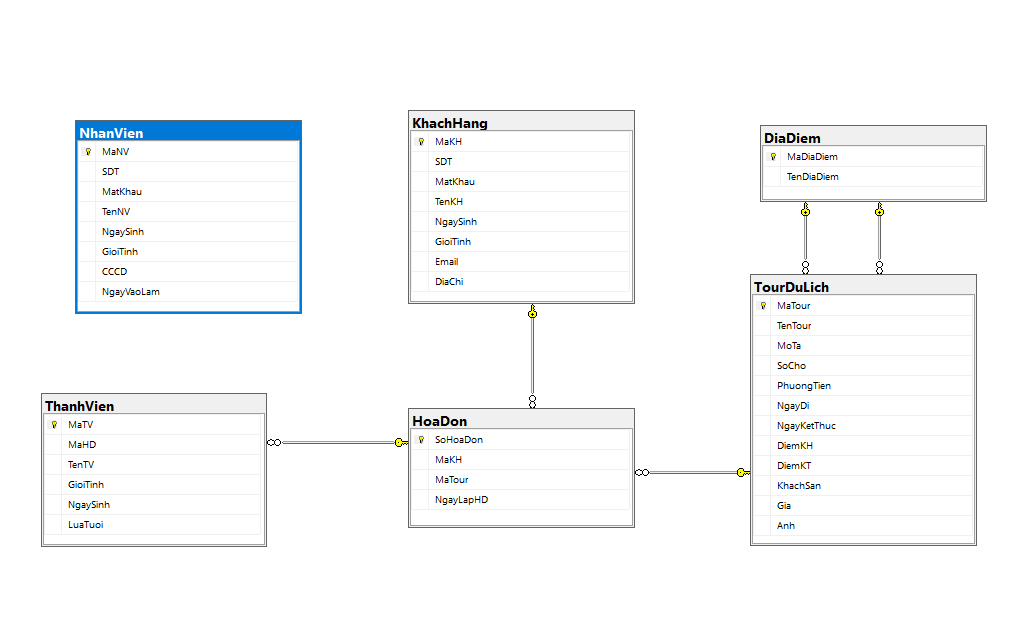 NhanVien
MaNV
SDT
MatKhau
TenNV
NgaySinh
GioiTinh
CCCD
NgayVaoLam
KhachHang
MaKH
SDT
MatKhau
TenKH
NgaySinh
GioiTinh
Email
DiaChi
DiaDiem
MaDiaDiem
TenDiaDiem
TourDuLich
MaTour
TenTour
MoTa
SoCho
PhuongTien
NgayDi
NgayKetThuc
DiemKH
DiemKT
KhachSan
Gia
Anh
ThanhVien
MaTV
MaHD
TenTV
GioiTinh
NgaySinh
LuaTuoi
HoaDon
SoHoaDon
MaKH
MaTour
NgayLapHD